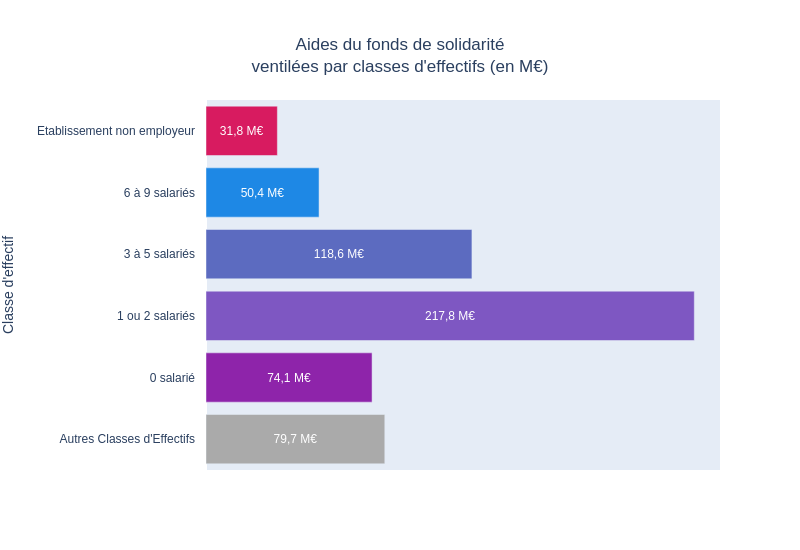 Aides du fonds de solidarité
ventilées par classes d'effectifs (en M€)
Classe d'effectif
Etablissement non employeur
31,8 M€
6 à 9 salariés
50,4 M€
3 à 5 salariés
118,6 M€
1 ou 2 salariés
217,8 M€
0 salarié
74,1 M€
Autres Classes d'Effectifs
79,7 M€